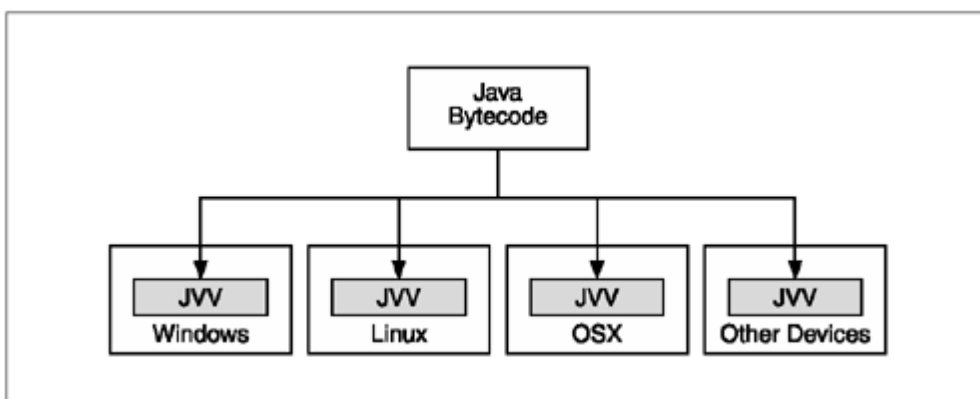 Java
Bytecode
JVV
JVV
JVV
JVV
Windows
Linux
OSX
Other Devices